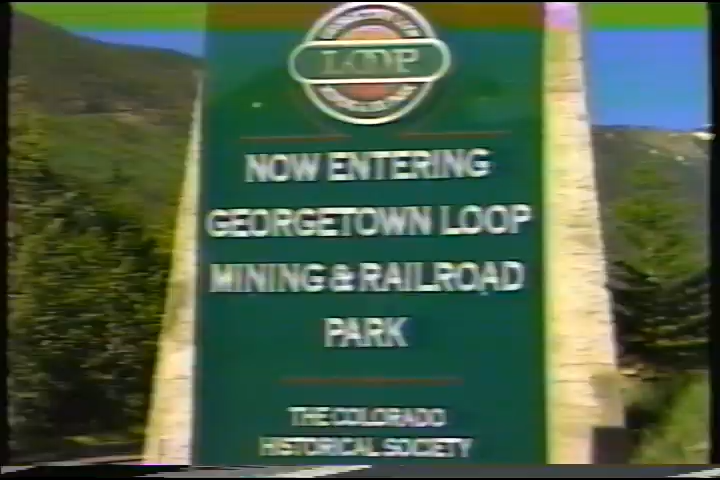 LOOP
NOW ENTERING
GEORGETOWN LOOP
MINING & RAILROAD
PARK
THE COLORADO
HISTORICAL SOCIETY